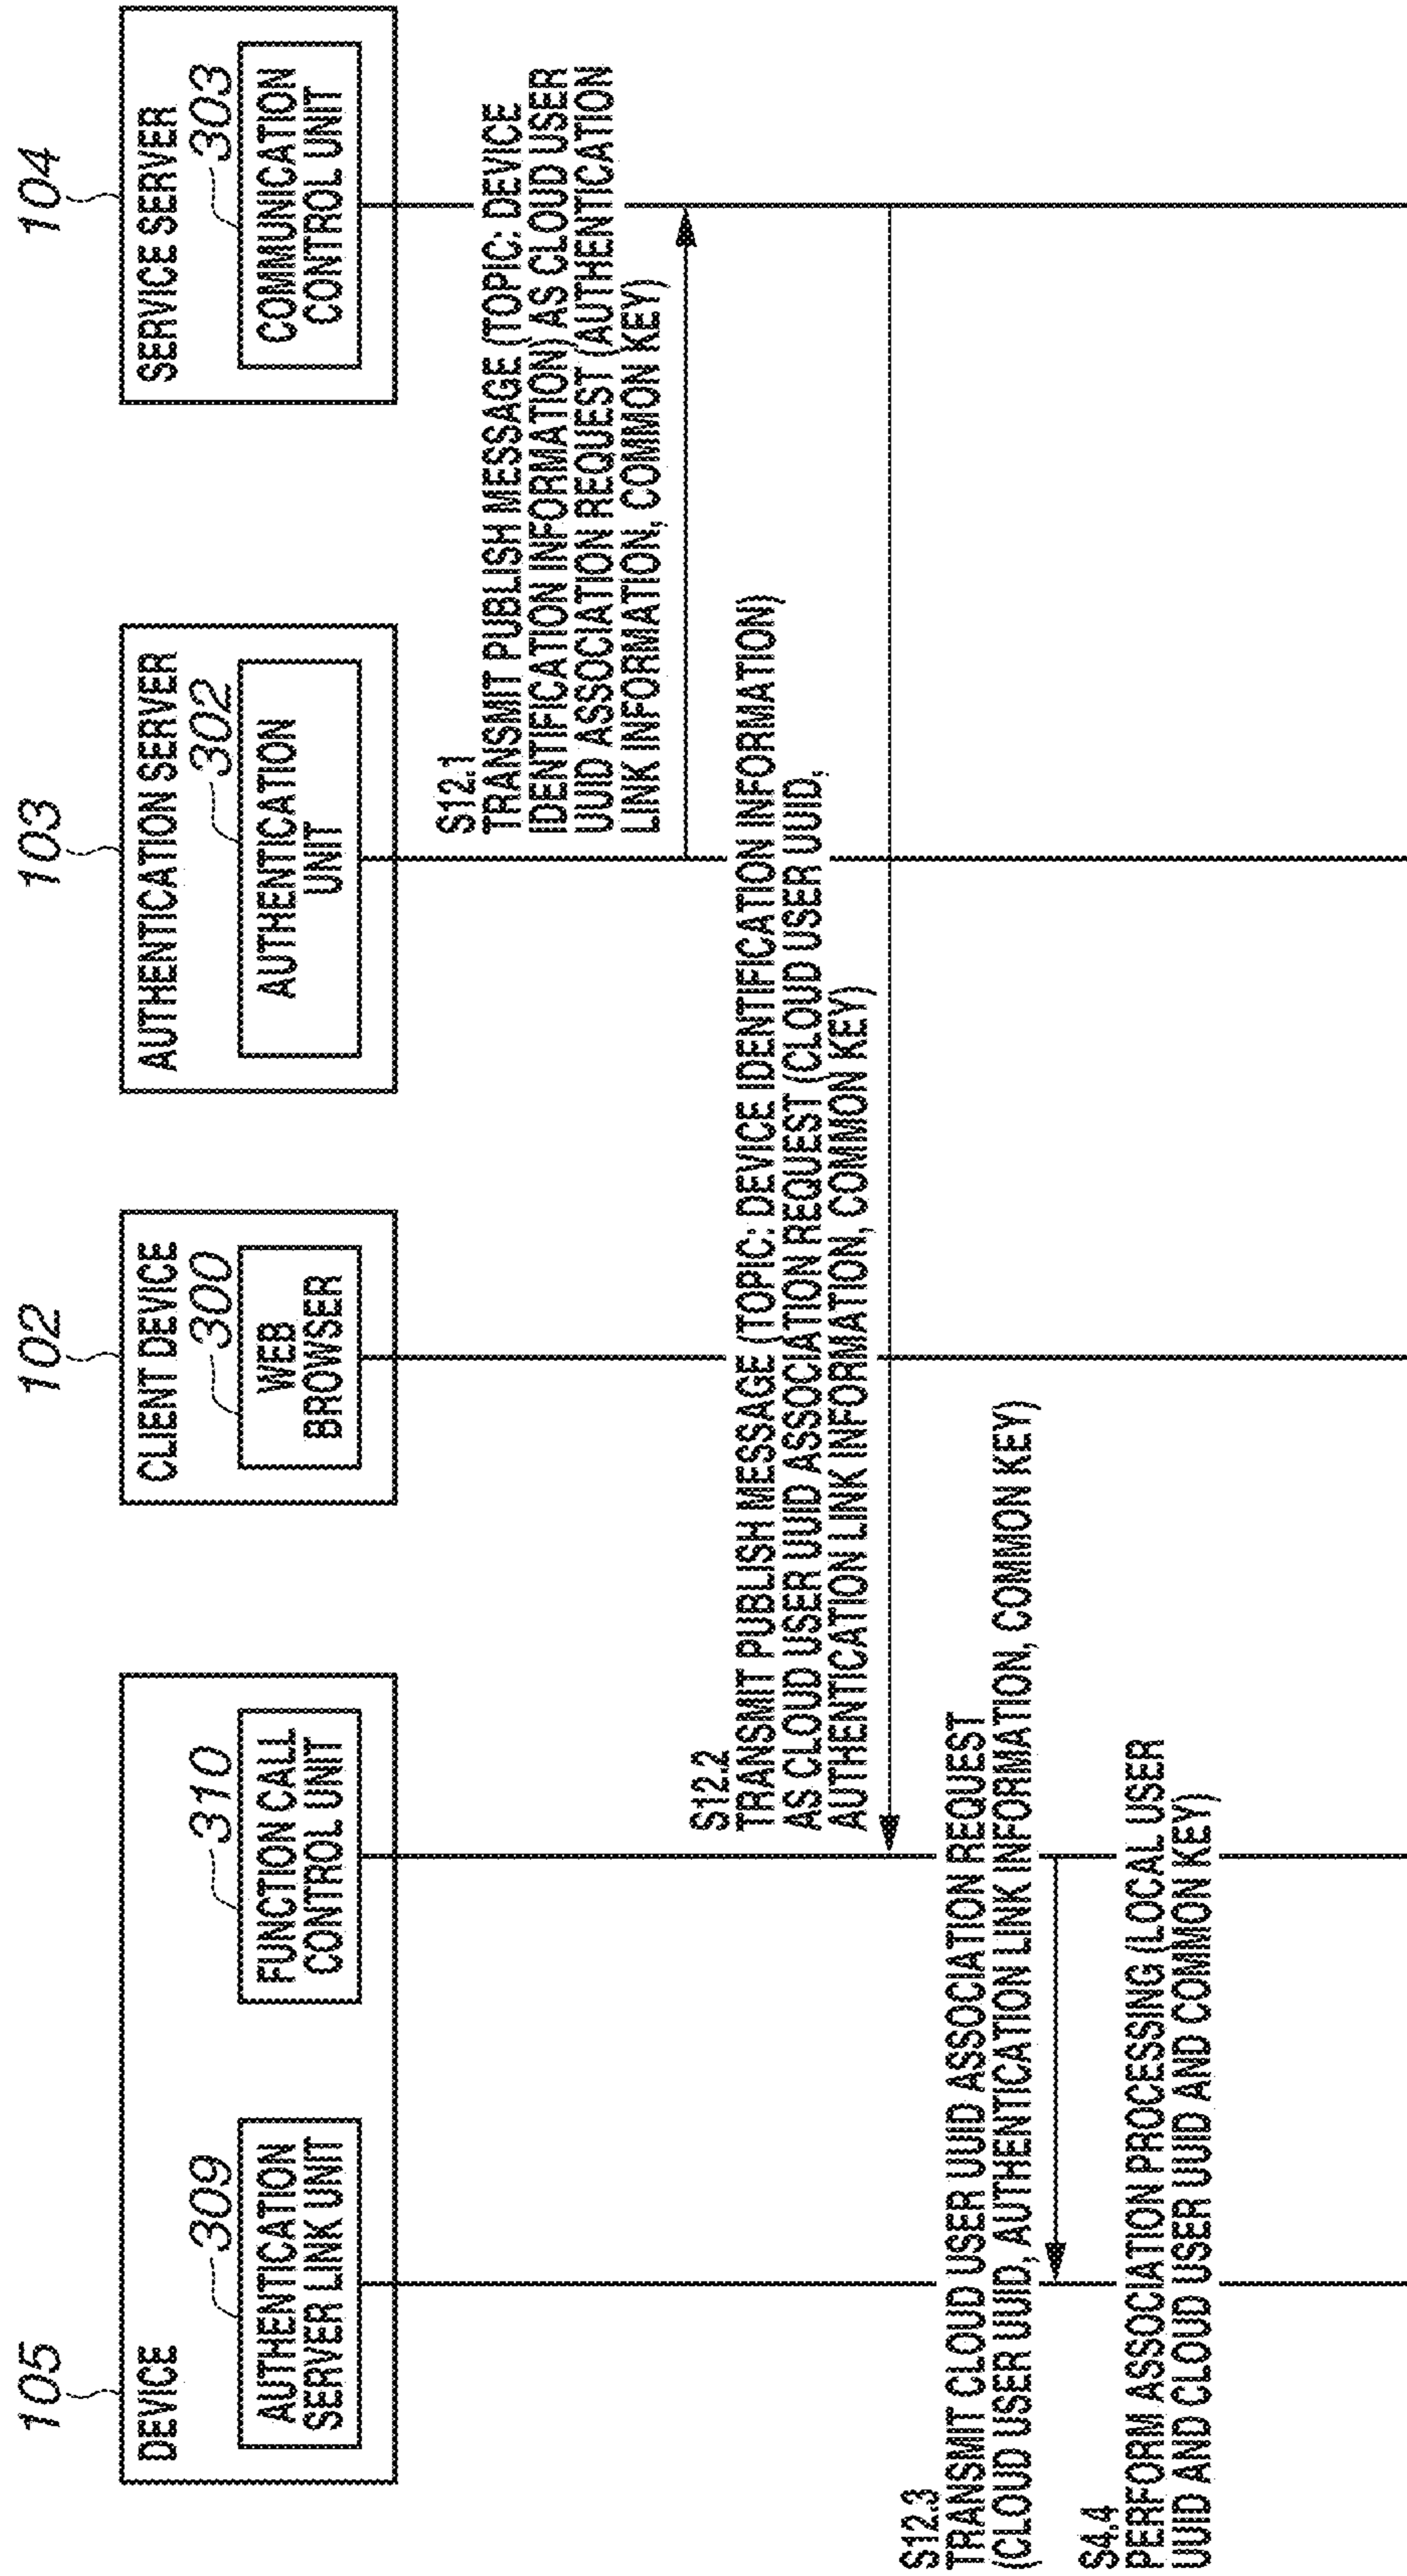 105
DEVICE
309
AUTHENTICATION
SERVER LINK UNIT
310
FUNCTION CALL
CONTROL UNIT
102
CLIENT DEVICE
300
WEB
BROWSER
103
AUTHENTICATION SERVER
302
AUTHENTICATION
UNIT
104
SERVICE SERVER
303
COMMUNICATION
CONTROL UNIT
S12.1
TRANSMIT PUBLISH MESSAGE (TOPIC: DEVICE
IDENTIFICATION INFORMATION) AS CLOUD USER
UUID ASSOCIATION REQUEST (AUTHENTICATION
LINK INFORMATION, COMMON KEY)
S12.2
TRANSMIT PUBLISH MESSAGE (TOPIC: DEVICE IDENTIFICATION INFORMATION)
AS CLOUD USER UUID ASSOCIATION REQUEST (CLOUD USER UUID,
AUTHENTICATION LINK INFORMATION, COMMON KEY)
S12.3
TRANSMIT CLOUD USER UUID ASSOCIATION REQUEST
(CLOUD USER UUID, AUTHENTICATION LINK INFORMATION, COMMON KEY)
S4.4
PERFORM ASSOCIATION PROCESSING (LOCAL USER
UUID AND CLOUD USER UUID AND COMMON KEY)